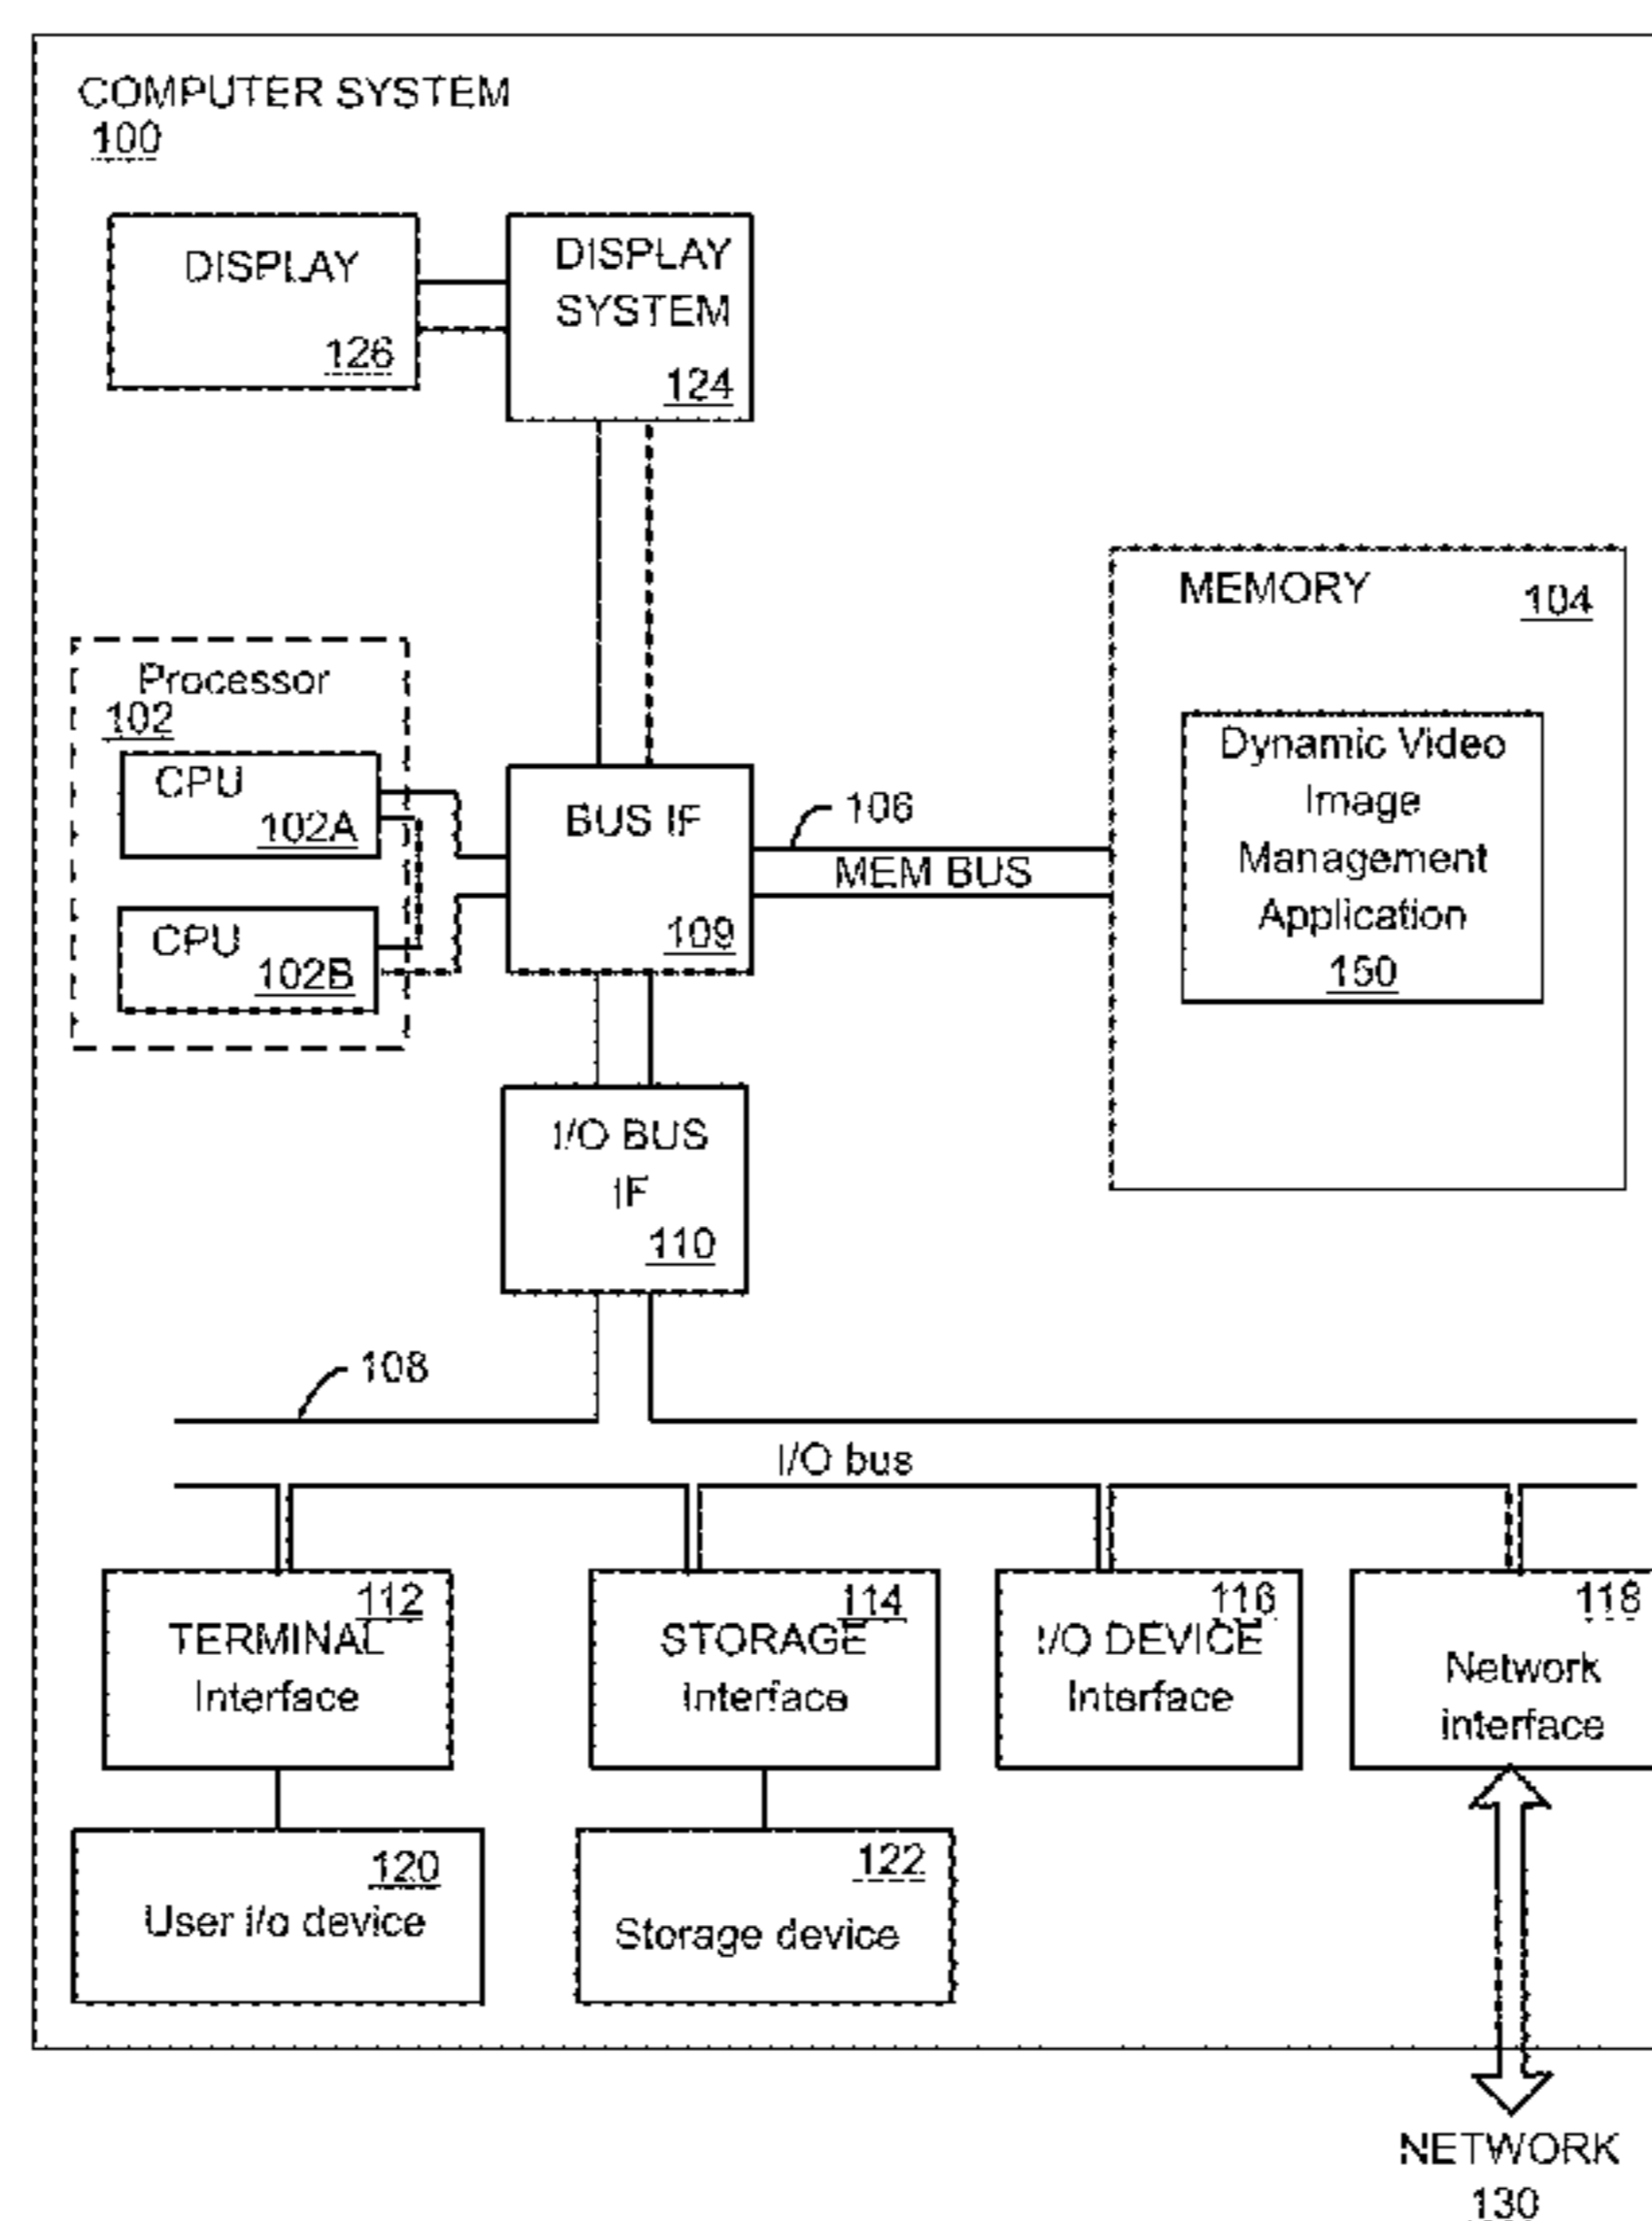 COMPUTER SYSTEM
100
DISPLAY
126
DISPLAY
SYSTEM
124
MEMORY
104
Dynamic Video
Image
Management
Application
150
Processor
102
CPU
102A
CPU
102B
BUS IF
109
106
MEM BUS
I/O BUS
IF
110
108
I/O bus
112
TERMINAL
Interface
114
STORAGE
Interface
116
I/O DEVICE
Interface
118
Network
interface
120
User i/o device
122
Storage device
NETWORK
130